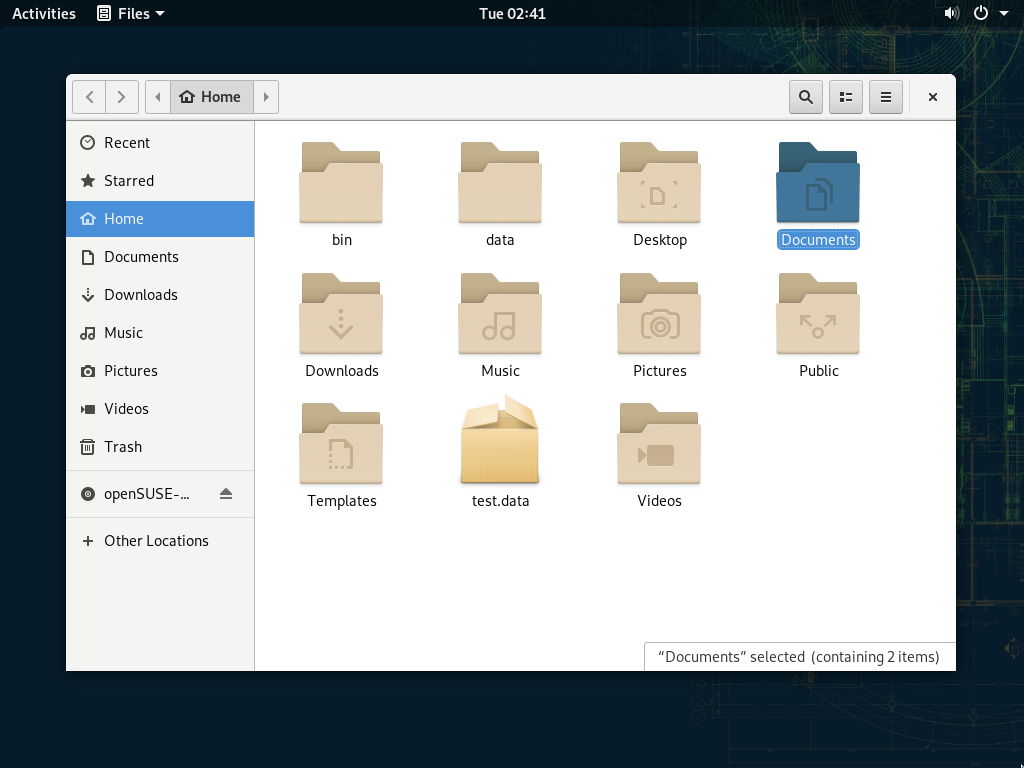 Activities Files Tue 02:41
Home
Recent
Starred
Home
Documents
Downloads
Music
Pictures
Videos
Trash
openSUSE-...
Other Locations
bin data Desktop Documents
Downloads Music Pictures Public
Templates test.data Videos
“Documents” selected (containing 2 items)